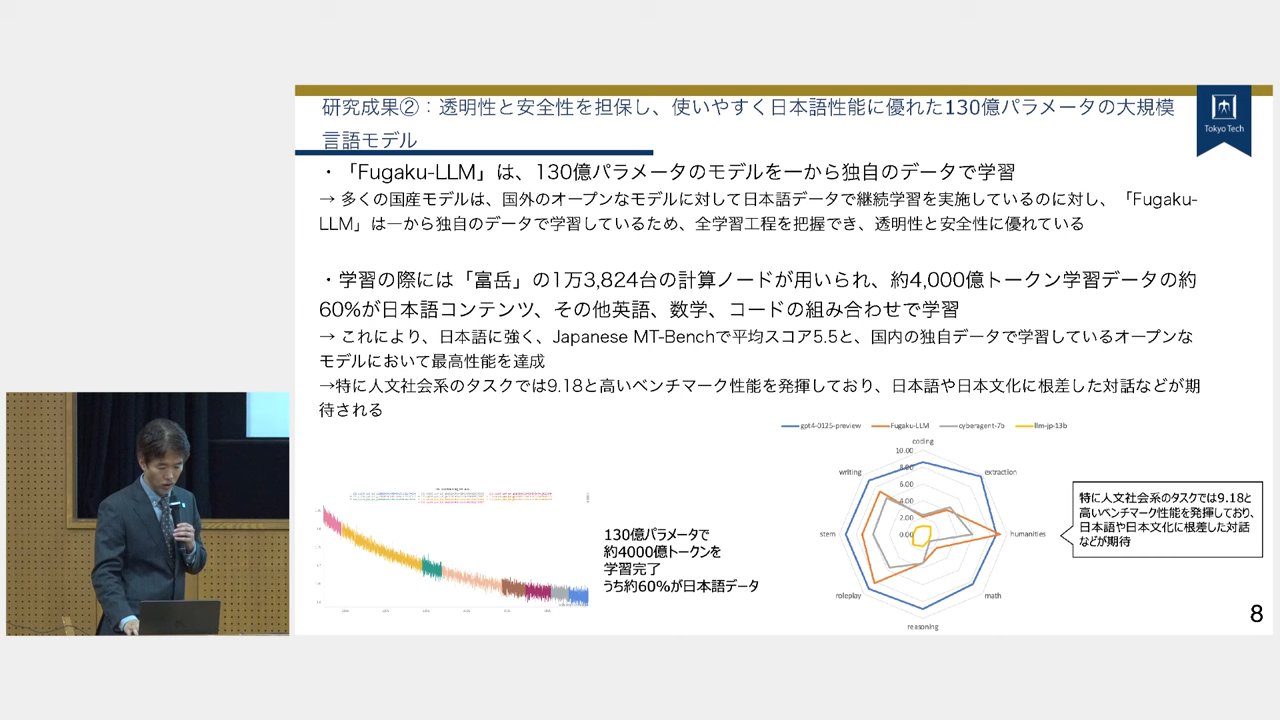 研究成果②：透明性と安全性を担保し、使いやすく日本語性能に優れた130億パラメータの大規模
言語モデル
Tokyo Tech
・「Fugaku-LLM」は、130億パラメータのモデルを一から独自のデータで学習
→ 多くの国産モデルは、国外のオープンなモデルに対して日本語データで継続学習を実施しているのに対し、「Fugaku-
LLM」は一から独自のデータで学習しているため、全学習工程を把握でき、透明性と安全性に優れている
・学習の際には「富岳」の1万3,824台の計算ノードが用いられ、約4,000億トークン学習データの約
60%が日本語コンテンツ、その他英語、数学、コードの組み合わせで学習
→ これにより、日本語に強く、Japanese MT-Benchで平均スコア5.5と、国内の独自データで学習しているオープンな
モデルにおいて最高性能を達成
→特に人文社会系のタスクでは9.18と高いベンチマーク性能を発揮しており、日本語や日本文化に根差した対話などが期
待される
130億パラメータで
約4000億トークンを
学習完了
うち約60%が日本語データ
gpt4-0125-preview Fugaku-LLM cyberagent-7b llm-jp-13b
coding
10.00
8.00
6.00
4.00
2.00
0.00
writing
extraction
stem
humanities
roleplay
math
reasoning
特に人文社会系のタスクでは9.18と
高いベンチマーク性能を発揮しており、
日本語や日本文化に根差した対話
などが期待
8